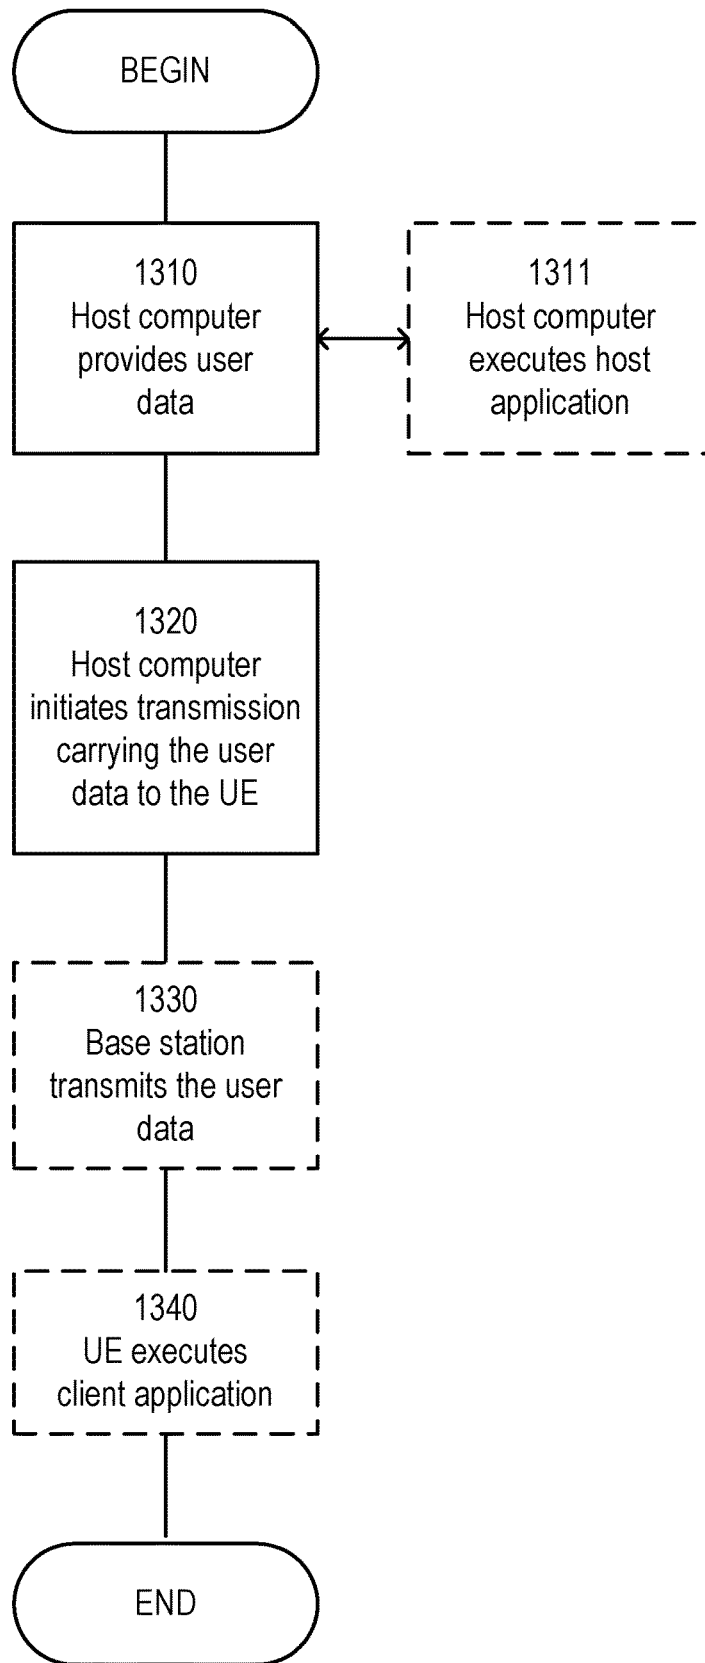 BEGIN
1310
Host computer
provides user
data
1311
Host computer
executes host
application
1320
Host computer
initiates transmission
carrying the user
data to the UE
1330
Base station
transmits the user
data
1340
UE executes
client application
END